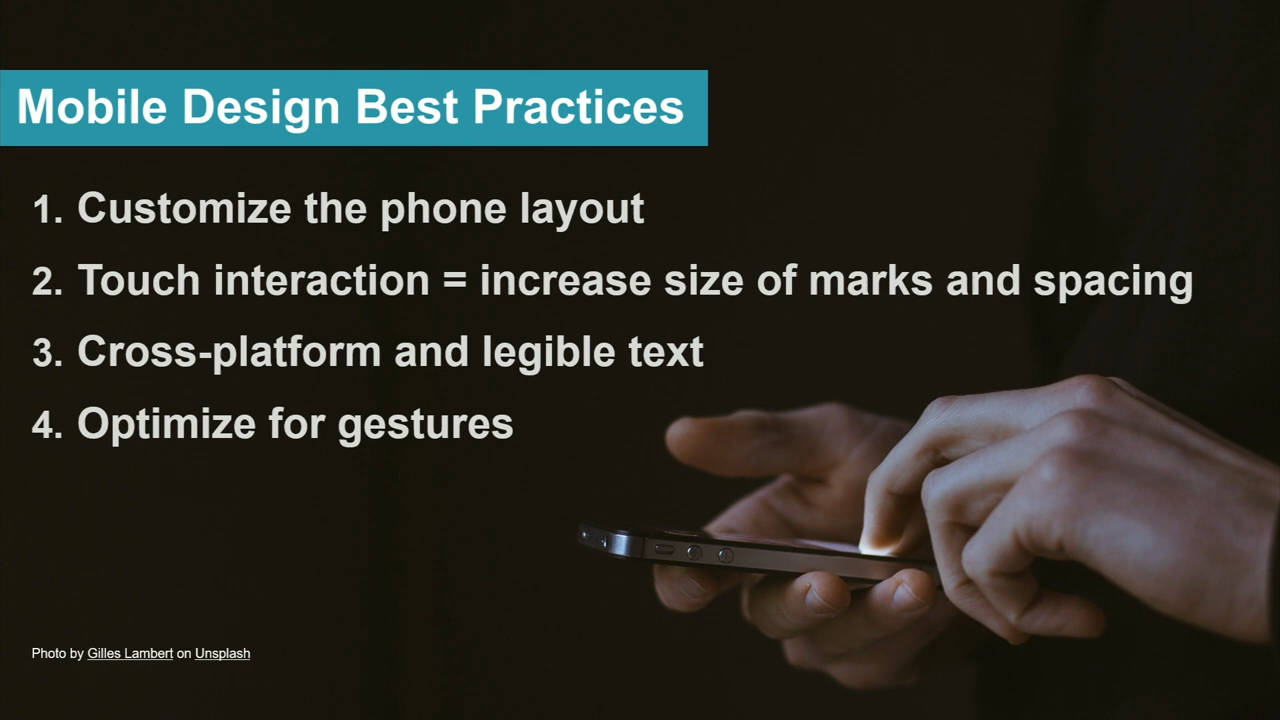 Mobile Design Best Practices
1. Customize the phone layout
2. Touch interaction = increase size of marks and spacing
3. Cross-platform and legible text
4. Optimize for gestures
Photo by Gilles Lambert on Unsplash